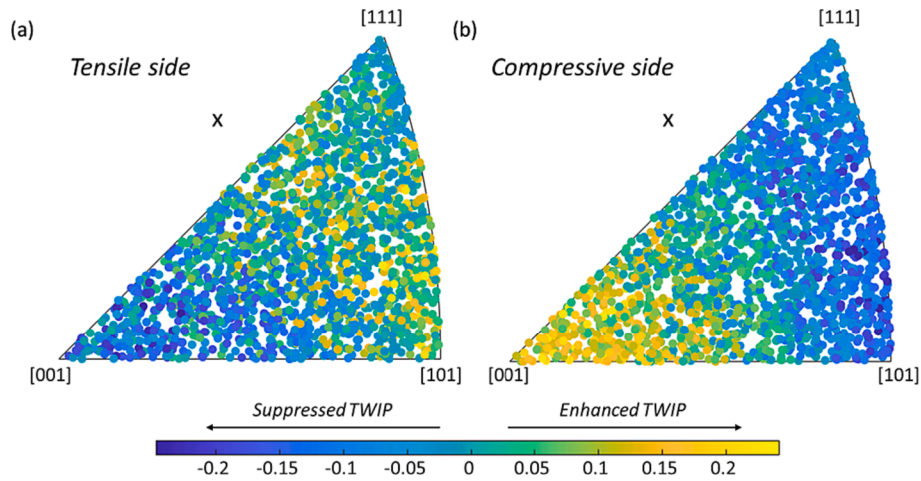 (a)
[111]
Tensile side
x
[001]
[101]
(b)
[111]
Compressive side
x
[001]
[101]
Suppressed TWIP
Enhanced TWIP
-0.2 -0.15 -0.1 -0.05 0 0.05 0.1 0.15 0.2